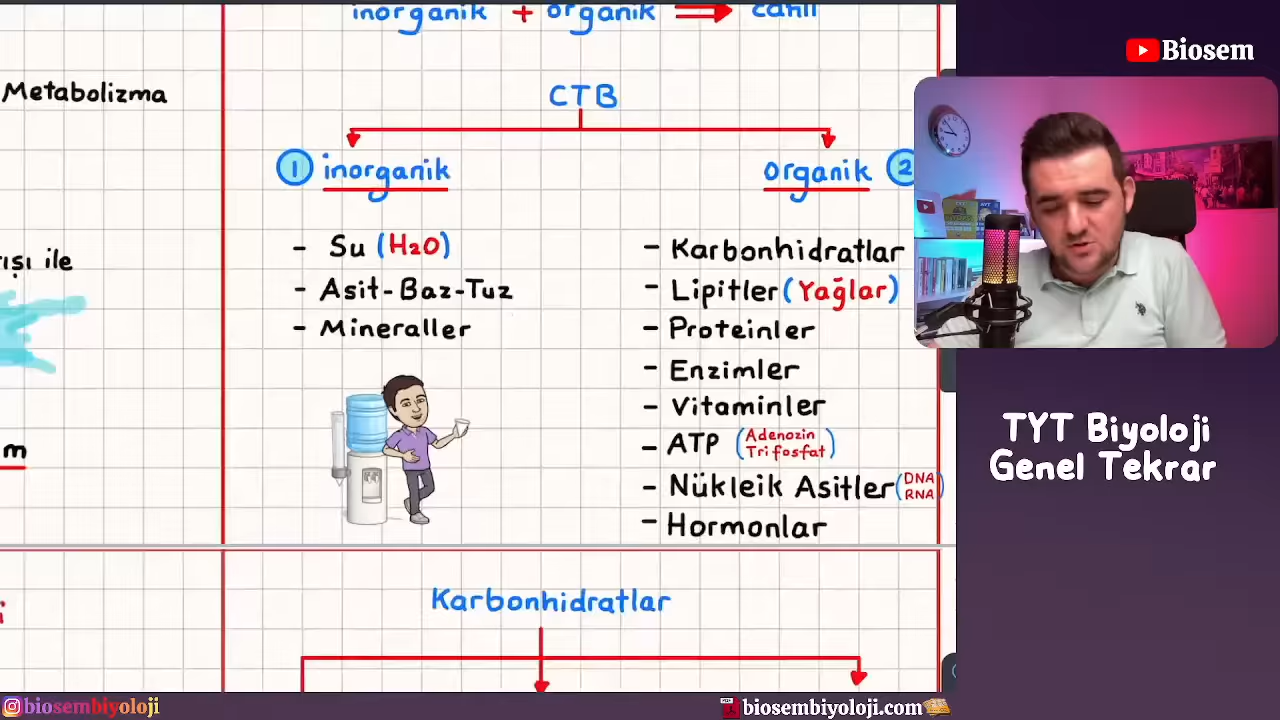 inorganik + organik ⇒ canlı
Metabolizma
CTB
1 inorganik
organik 2
- Su (H₂O)
- Asit-Baz-Tuz
- Mineraller
rışı ile
m
- Karbonhidratlar
- Lipitler (Yağlar)
- Proteinler
- Enzimler
- Vitaminler
- ATP (Adenozin
Trifosfat)
- Nükleik Asitler (DNA
RNA)
- Hormonlar
Karbonhidratlar
i
Biosem
TYT Biyoloji
Genel Tekrar
biosembiyoloji
biosembiyoloji.com